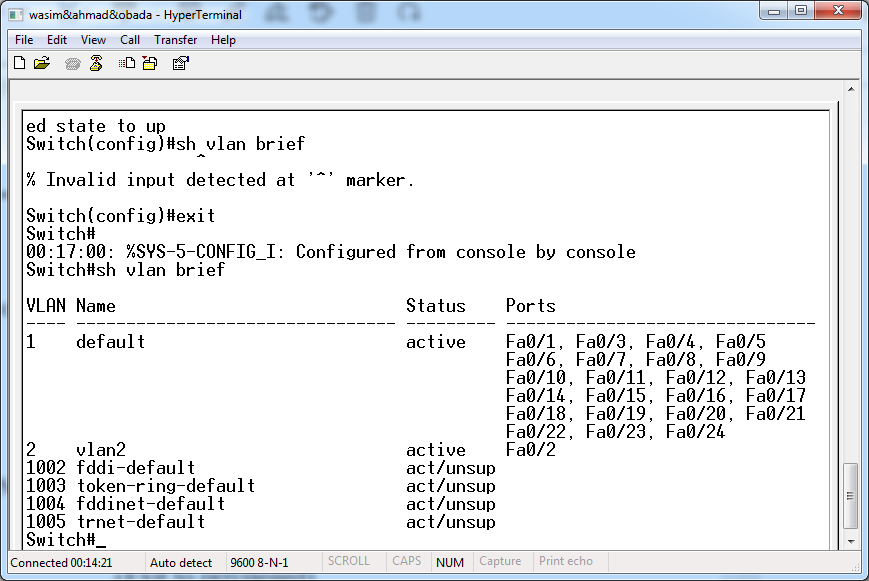 wasim&ahmad&obada - HyperTerminal
File Edit View Call Transfer Help
ed state to up
Switch(config)#sh vlan brief
^
% Invalid input detected at '^' marker.
Switch(config)#exit
Switch#
00:17:00: %SYS-5-CONFIG_I: Configured from console by console
Switch#sh vlan brief
VLAN Name Status Ports
---- -------------------------------- --------- -------------------------------
1 default active Fa0/1, Fa0/3, Fa0/4, Fa0/5
Fa0/6, Fa0/7, Fa0/8, Fa0/9
Fa0/10, Fa0/11, Fa0/12, Fa0/13
Fa0/14, Fa0/15, Fa0/16, Fa0/17
Fa0/18, Fa0/19, Fa0/20, Fa0/21
Fa0/22, Fa0/23, Fa0/24
2 vlan2 active Fa0/2
1002 fddi-default act/unsup
1003 token-ring-default act/unsup
1004 fddinet-default act/unsup
1005 trnet-default act/unsup
Switch#_
Connected 00:14:21 Auto detect 9600 8-N-1 SCROLL CAPS NUM Capture Print echo